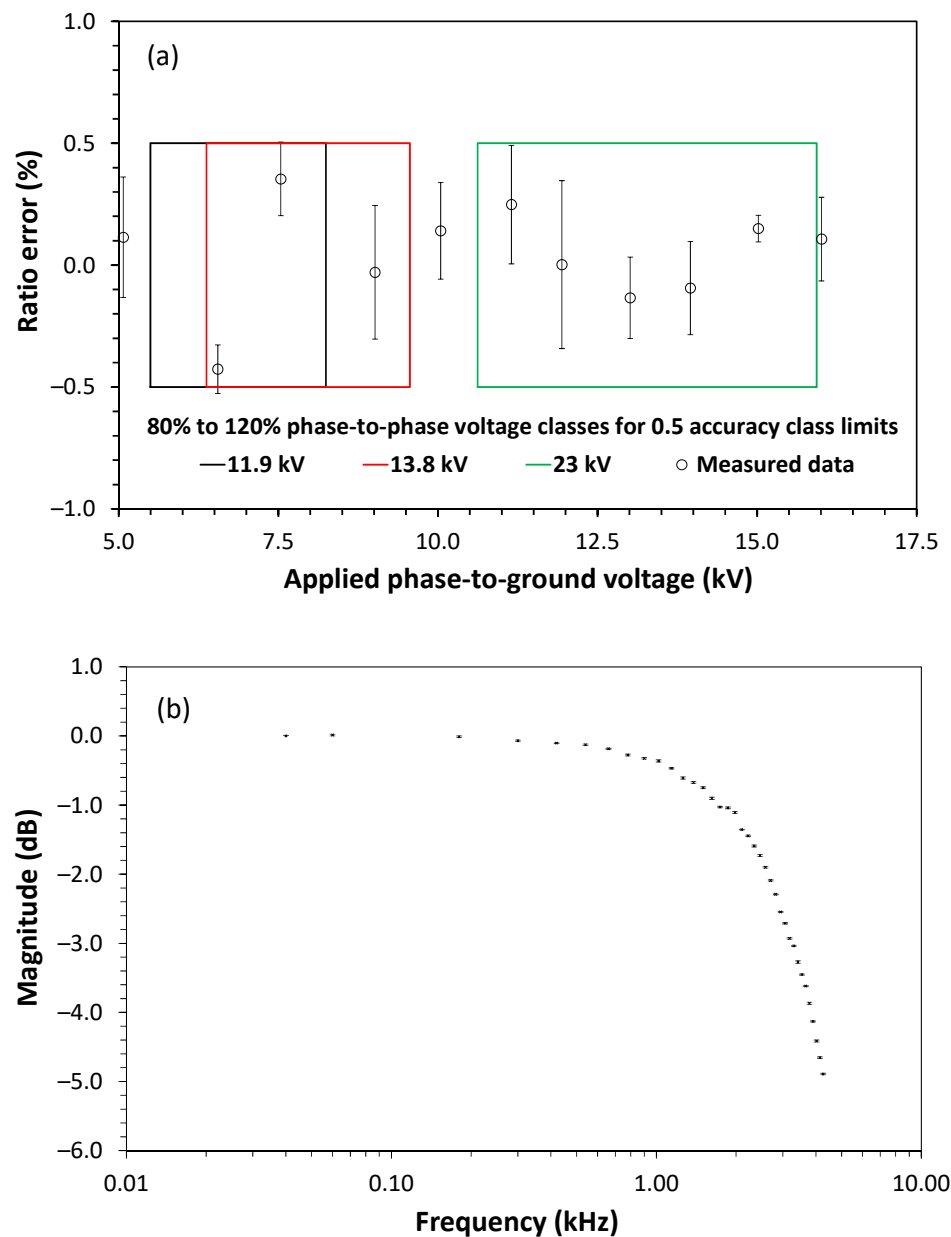 1.0
(a)
0.5
0.0
−0.5
−1.0
Ratio error (%)
80% to 120% phase-to-phase voltage classes for 0.5 accuracy class limits
11.9 kV 13.8 kV 23 kV Measured data
5.0 7.5 10.0 12.5 15.0 17.5
Applied phase-to-ground voltage (kV)
1.0
(b)
0.0
−1.0
−2.0
−3.0
−4.0
−5.0
−6.0
Magnitude (dB)
0.01 0.10 1.00 10.00
Frequency (kHz)